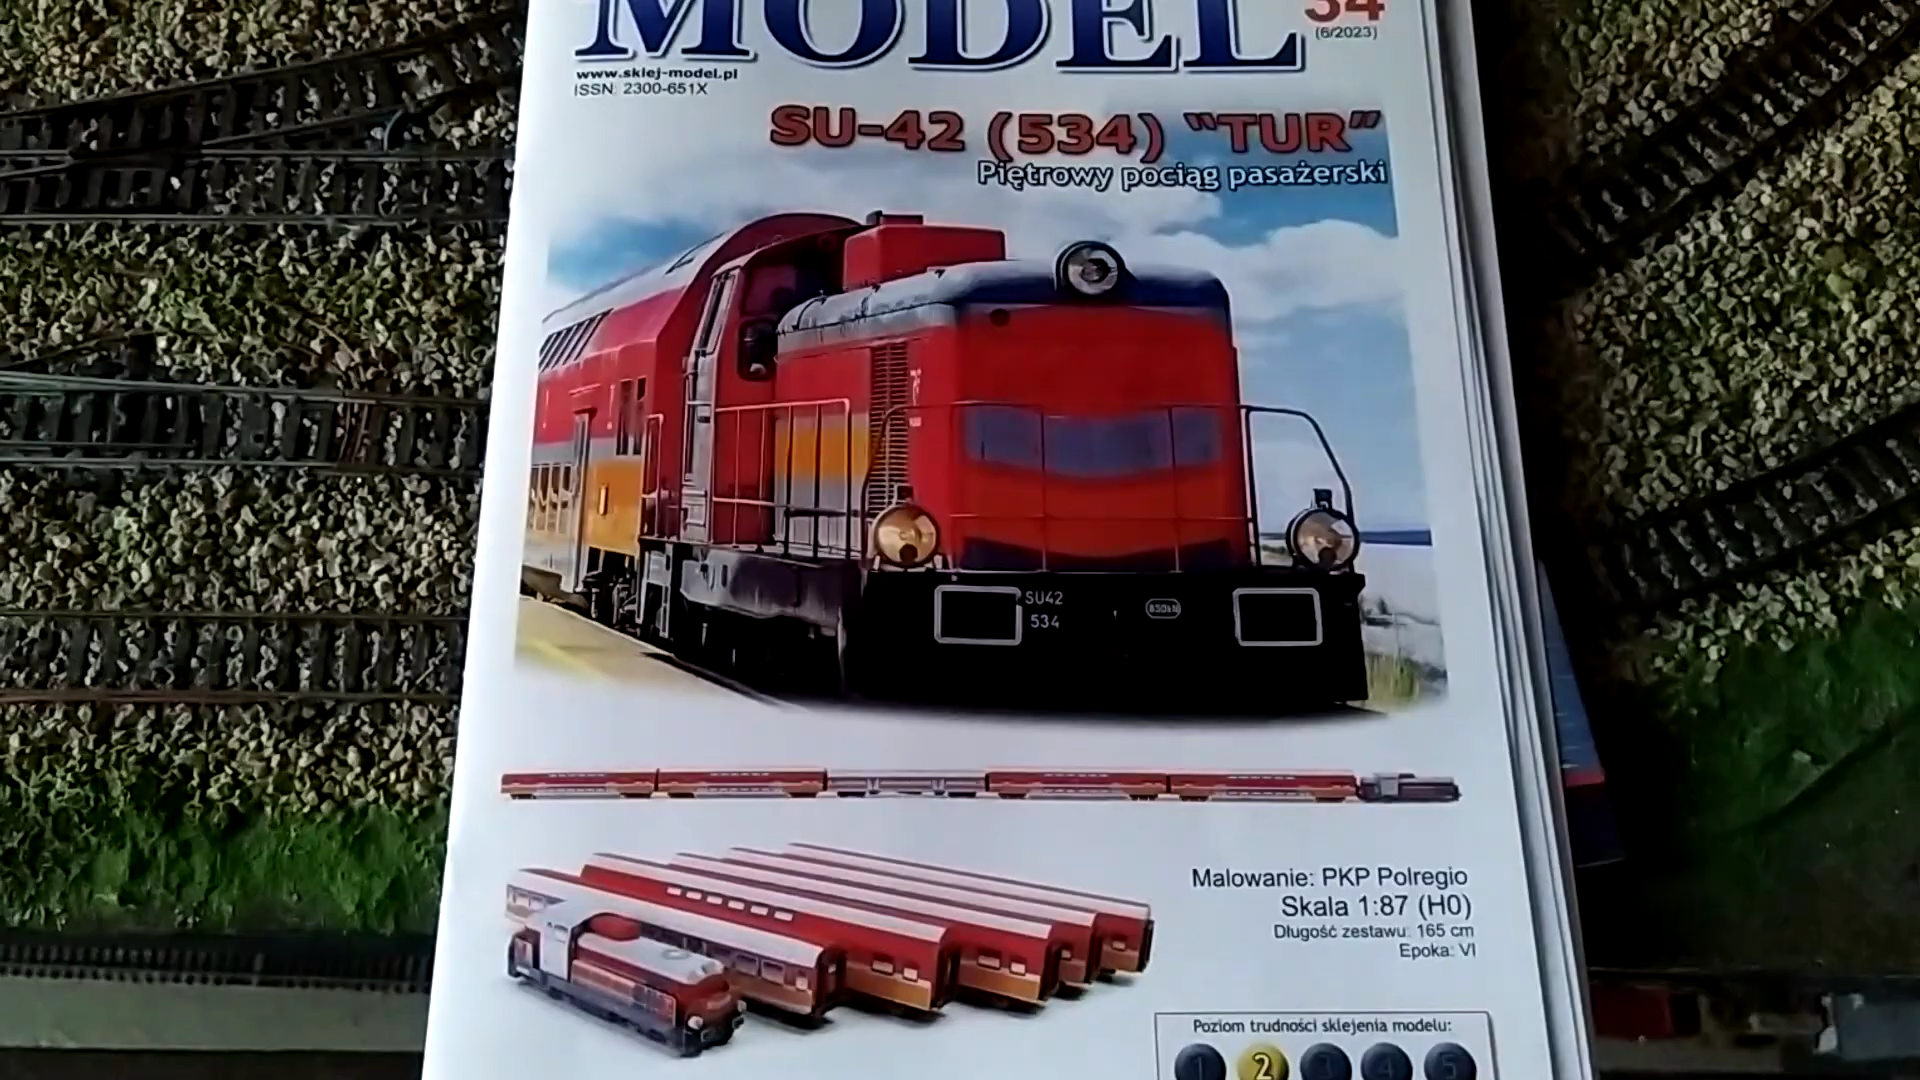 MODEL
34
(6/2023)
www.sklej-model.pl
ISSN: 2300-651X
SU-42 (534) "TUR"
Piętrowy pociąg pasażerski
SU42
534
Malowanie: PKP Polregio
Skala 1:87 (H0)
Długość zestawu: 165 cm
Epoka: VI
Poziom trudności sklejenia modelu:
1 2 3 4 5